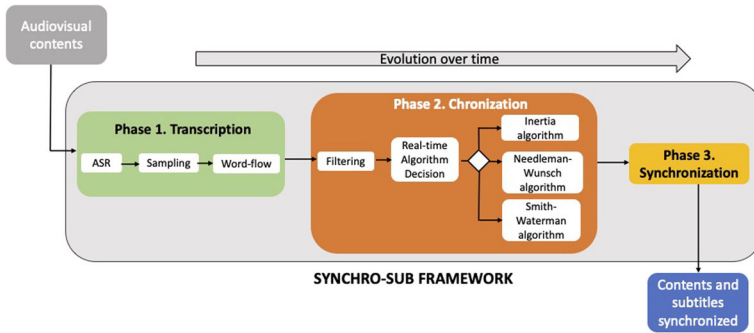 Audiovisual
contents
Evolution over time
Phase 1. Transcription
ASR
Sampling
Word-flow
Phase 2. Chronization
Filtering
Real-time
Algorithm
Decision
Inertia
algorithm
Needleman-
Wunsch
algorithm
Smith-
Waterman
algorithm
Phase 3.
Synchronization
SYNCHRO-SUB FRAMEWORK
Contents and
subtitles
synchronized